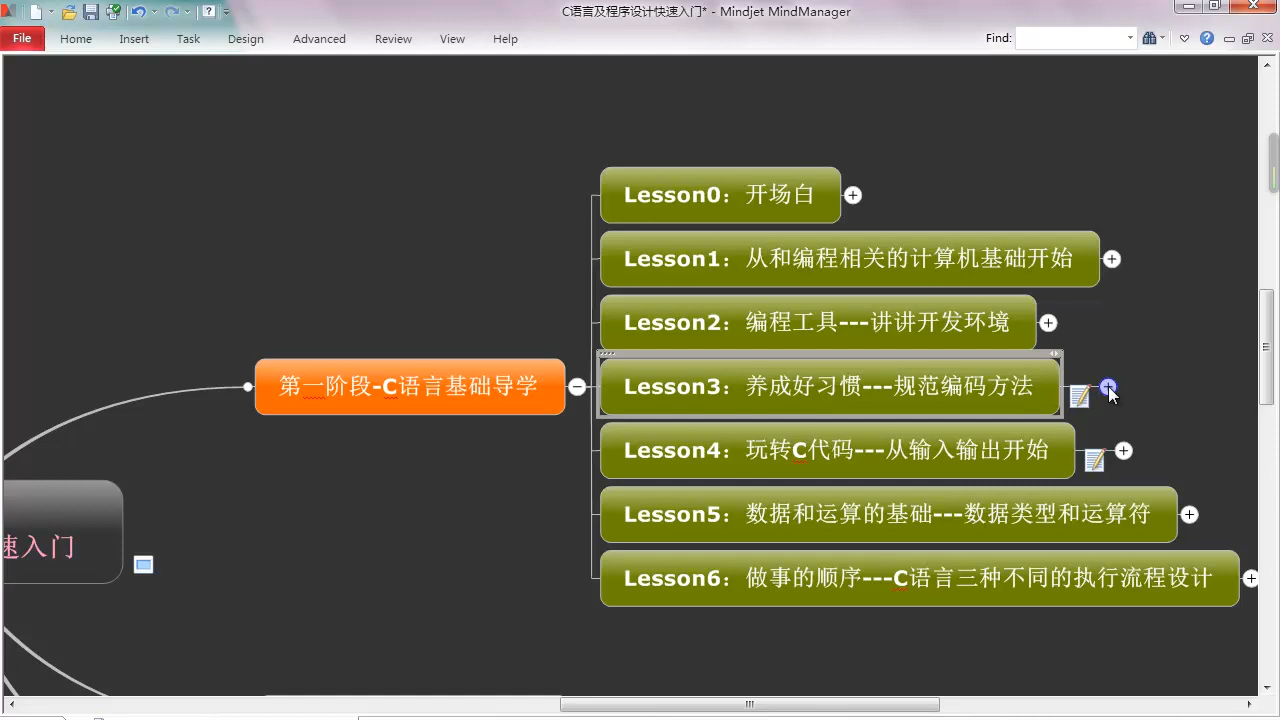 C语言及程序设计快速入门* - Mindjet MindManager
File Home Insert Task Design Advanced Review View Help Find:
Lesson0：开场白
Lesson1：从和编程相关的计算机基础开始
Lesson2：编程工具---讲讲开发环境
第一阶段-C语言基础导学
Lesson3：养成好习惯---规范编码方法
Lesson4：玩转C代码---从输入输出开始
Lesson5：数据和运算的基础---数据类型和运算符
速入门
Lesson6：做事的顺序---C语言三种不同的执行流程设计